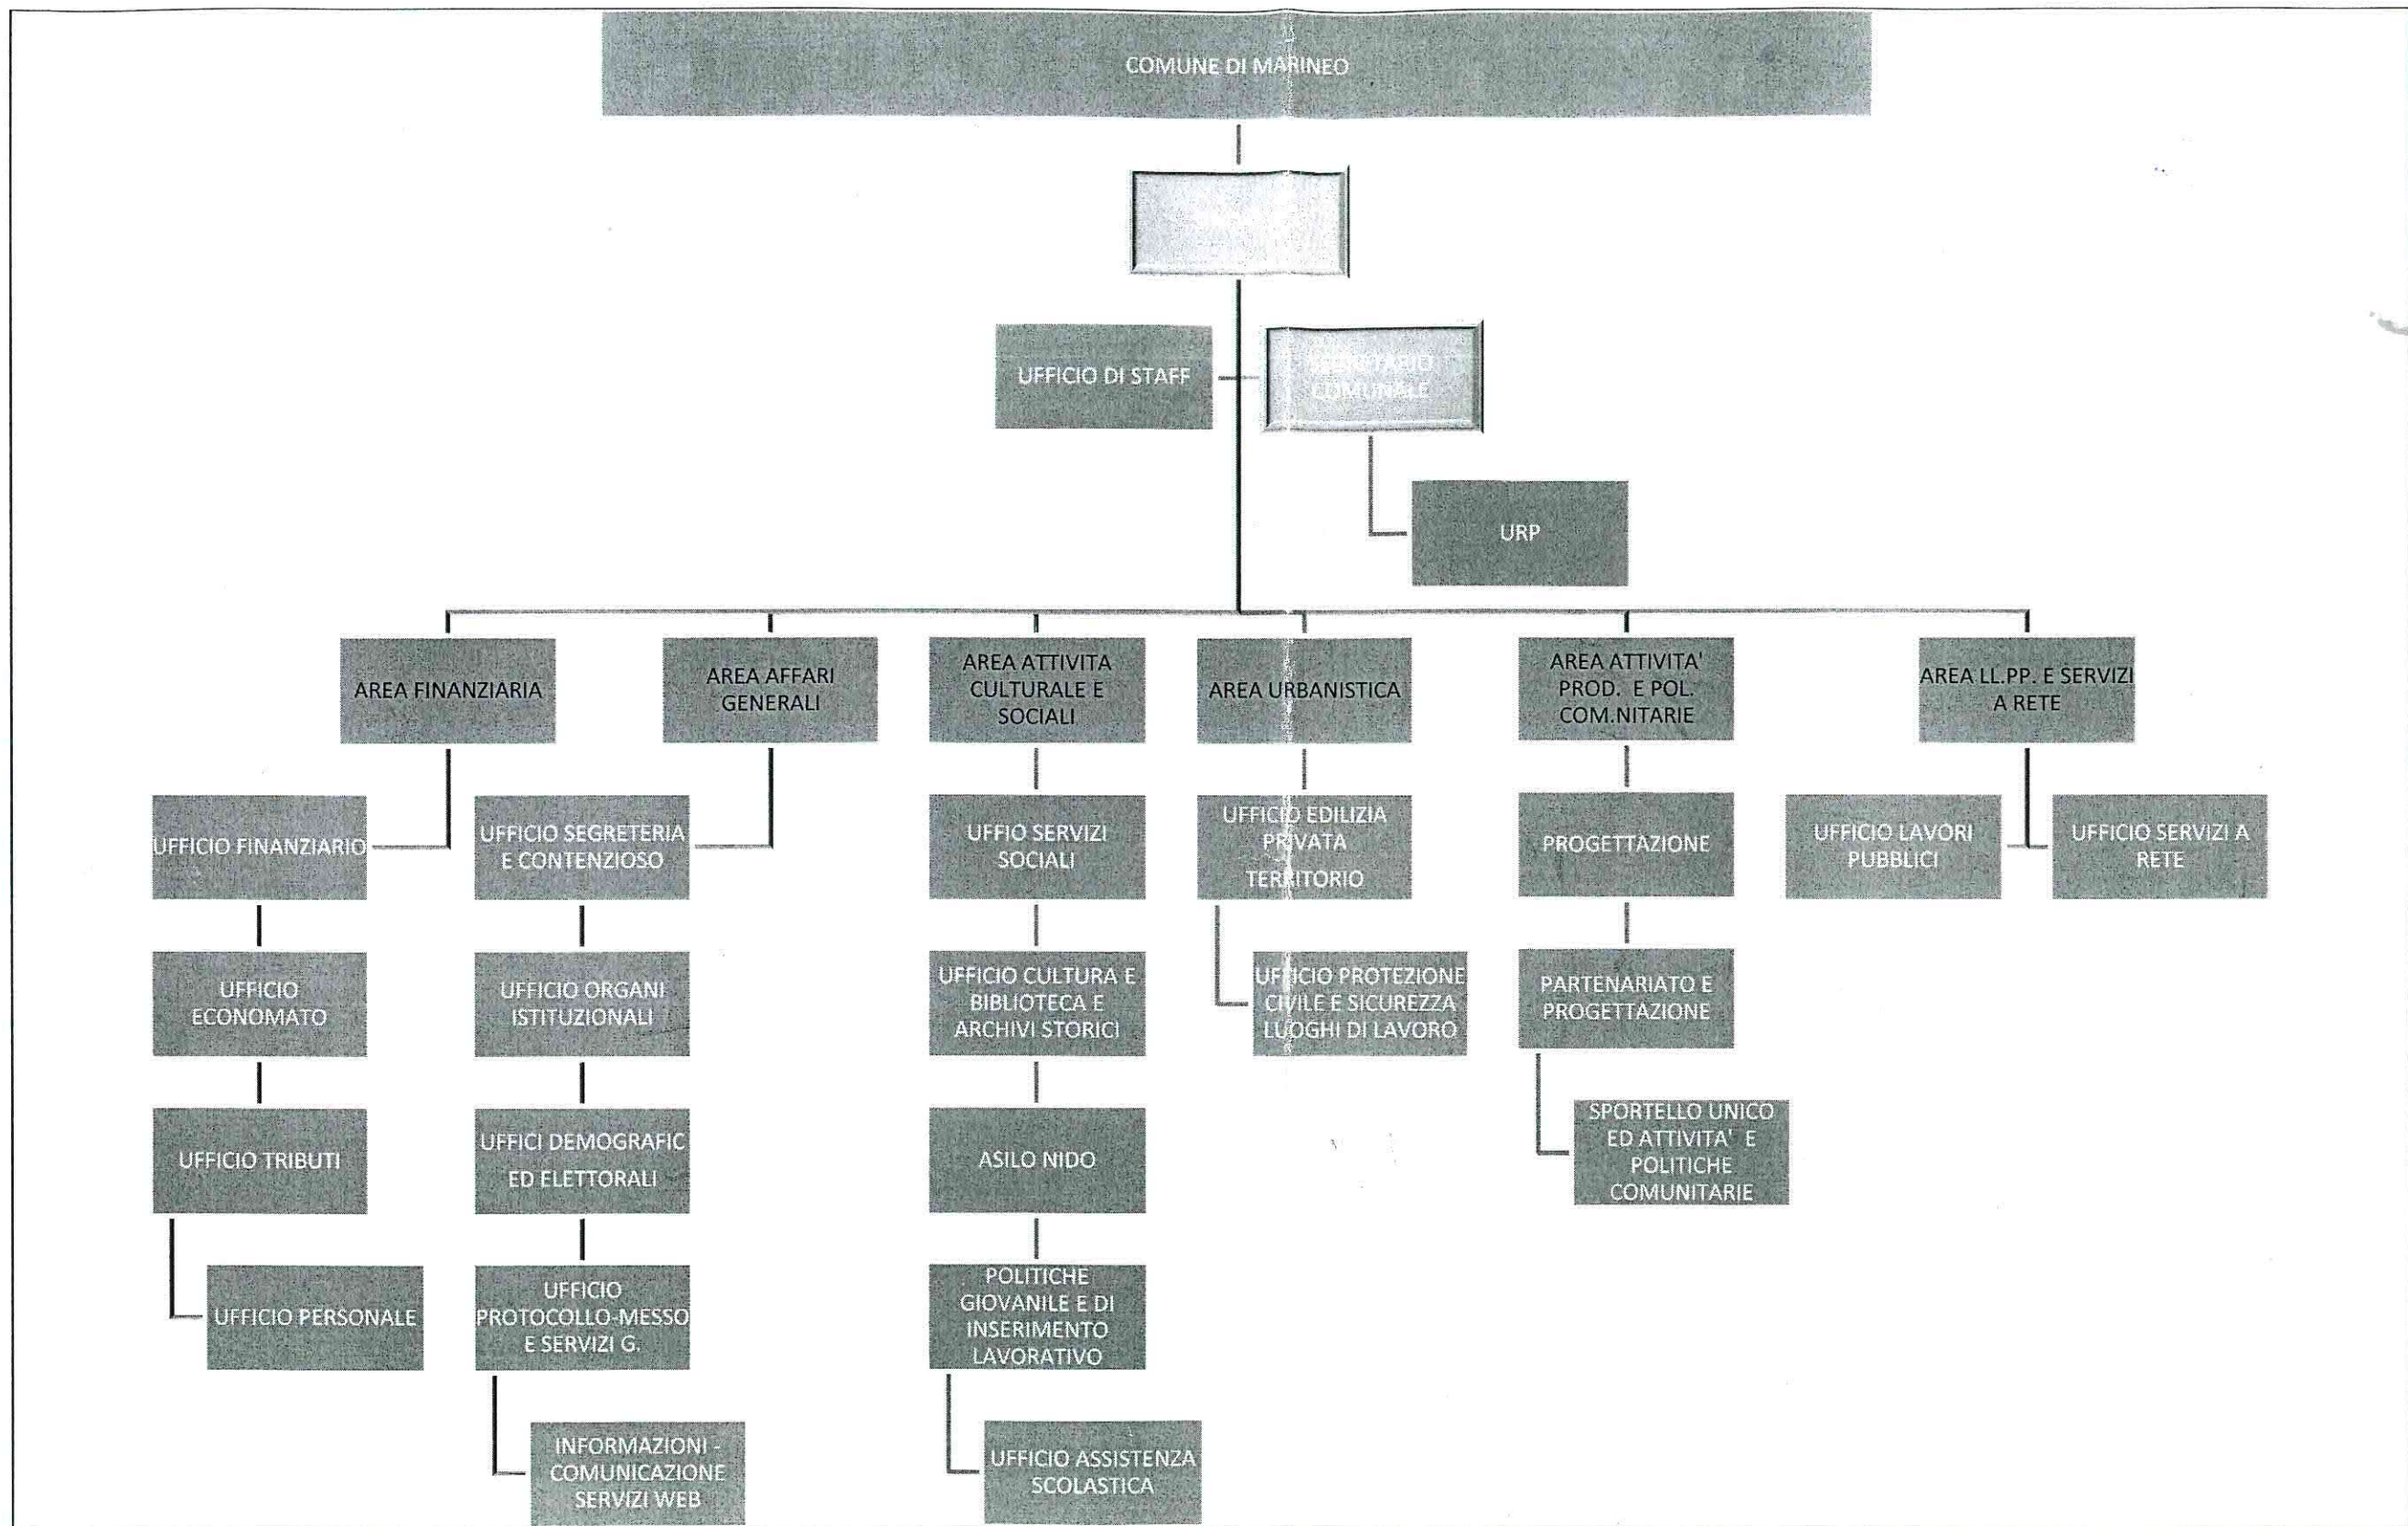 COMUNE DI MARINEO
UFFICIO DI STAFF
COMUNALE
URP
AREA FINANZIARIA
AREA AFFARI
GENERALI
AREA ATTIVITA
CULTURALE E
SOCIALI
AREA URBANISTICA
AREA ATTIVITA'
PROD. E POL.
COM.NITARIE
AREA LL.PP. E SERVIZI
A RETE
UFFICIO FINANZIARIO
UFFICIO SEGRETERIA
E CONTENZIOSO
UFFIO SERVIZI
SOCIALI
UFFICIO EDILIZIA
PRIVATA
TERRITORIO
PROGETTAZIONE
UFFICIO LAVORI
PUBBLICI
UFFICIO SERVIZI A
RETE
UFFICIO
ECONOMATO
UFFICIO ORGANI
ISTITUZIONALI
UFFICIO CULTURA E
BIBLIOTECA E
ARCHIVI STORICI
UFFICIO PROTEZIONE
CIVILE E SICUREZZA
LUOGHI DI LAVORO
PARTENARIATO E
PROGETTAZIONE
UFFICIO TRIBUTI
UFFICI DEMOGRAFIC
ED ELETTORALI
ASILO NIDO
SPORTELLO UNICO
ED ATTIVITA' E
POLITICHE
COMUNITARIE
UFFICIO PERSONALE
UFFICIO
PROTOCOLLO-MESSO
E SERVIZI G.
POLITICHE
GIOVANILE E DI
INSERIMENTO
LAVORATIVO
INFORMAZIONI -
COMUNICAZIONE
SERVIZI WEB
UFFICIO ASSISTENZA
SCOLASTICA